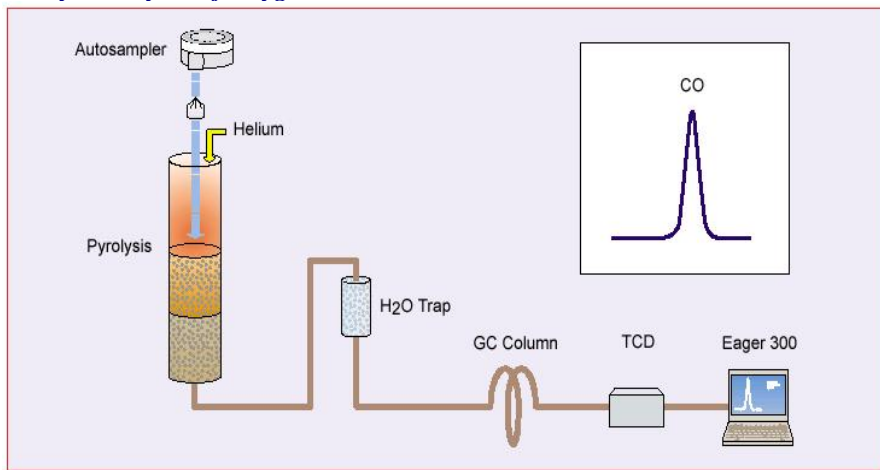 Autosampler
CO
Helium
Pyrolysis
H2O Trap
GC Column
TCD
Eager 300